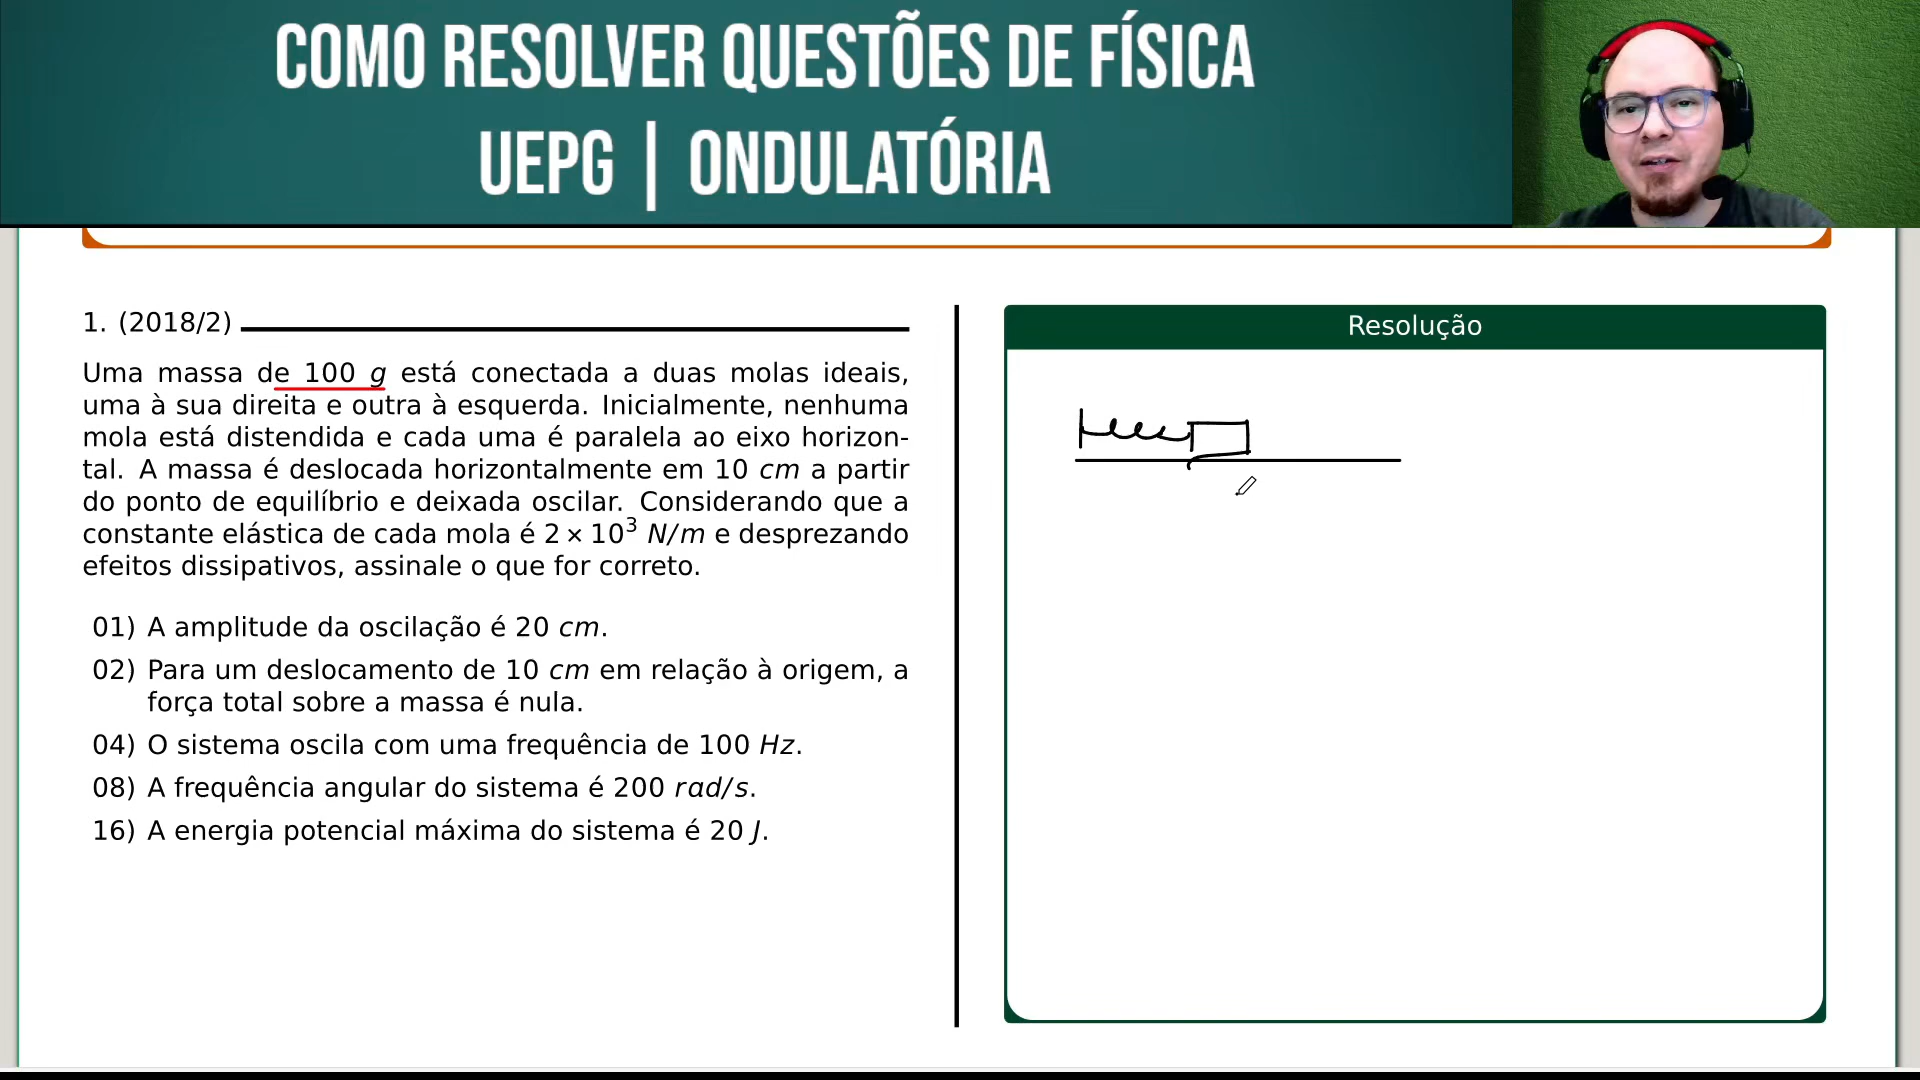 COMO RESOLVER QUESTÕES DE FÍSICA
UEPG | ONDULATÓRIA
1. (2018/2)
Uma massa de 100 g está conectada a duas molas ideais,
uma à sua direita e outra à esquerda. Inicialmente, nenhuma
mola está distendida e cada uma é paralela ao eixo horizon-
tal. A massa é deslocada horizontalmente em 10 cm a partir
do ponto de equilíbrio e deixada oscilar. Considerando que a
constante elástica de cada mola é 2 × 10³ N/m e desprezando
efeitos dissipativos, assinale o que for correto.
01) A amplitude da oscilação é 20 cm.
02) Para um deslocamento de 10 cm em relação à origem, a
força total sobre a massa é nula.
04) O sistema oscila com uma frequência de 100 Hz.
08) A frequência angular do sistema é 200 rad/s.
16) A energia potencial máxima do sistema é 20 J.
Resolução